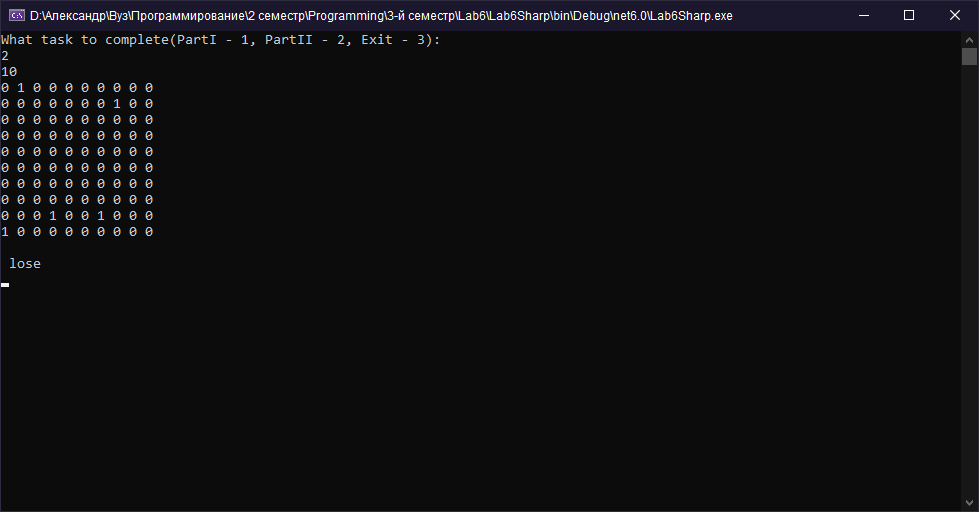 D:\Александр\Вуз\Программирование\2 семестр\Programming\3-й семестр\Lab6\Lab6Sharp\bin\Debug\net6.0\Lab6Sharp.exe
What task to complete(PartI - 1, PartII - 2, Exit - 3):
2
10
0 1 0 0 0 0 0 0 0 0
0 0 0 0 0 0 0 1 0 0
0 0 0 0 0 0 0 0 0 0
0 0 0 0 0 0 0 0 0 0
0 0 0 0 0 0 0 0 0 0
0 0 0 0 0 0 0 0 0 0
0 0 0 0 0 0 0 0 0 0
0 0 0 0 0 0 0 0 0 0
0 0 0 1 0 0 1 0 0 0
1 0 0 0 0 0 0 0 0 0
lose